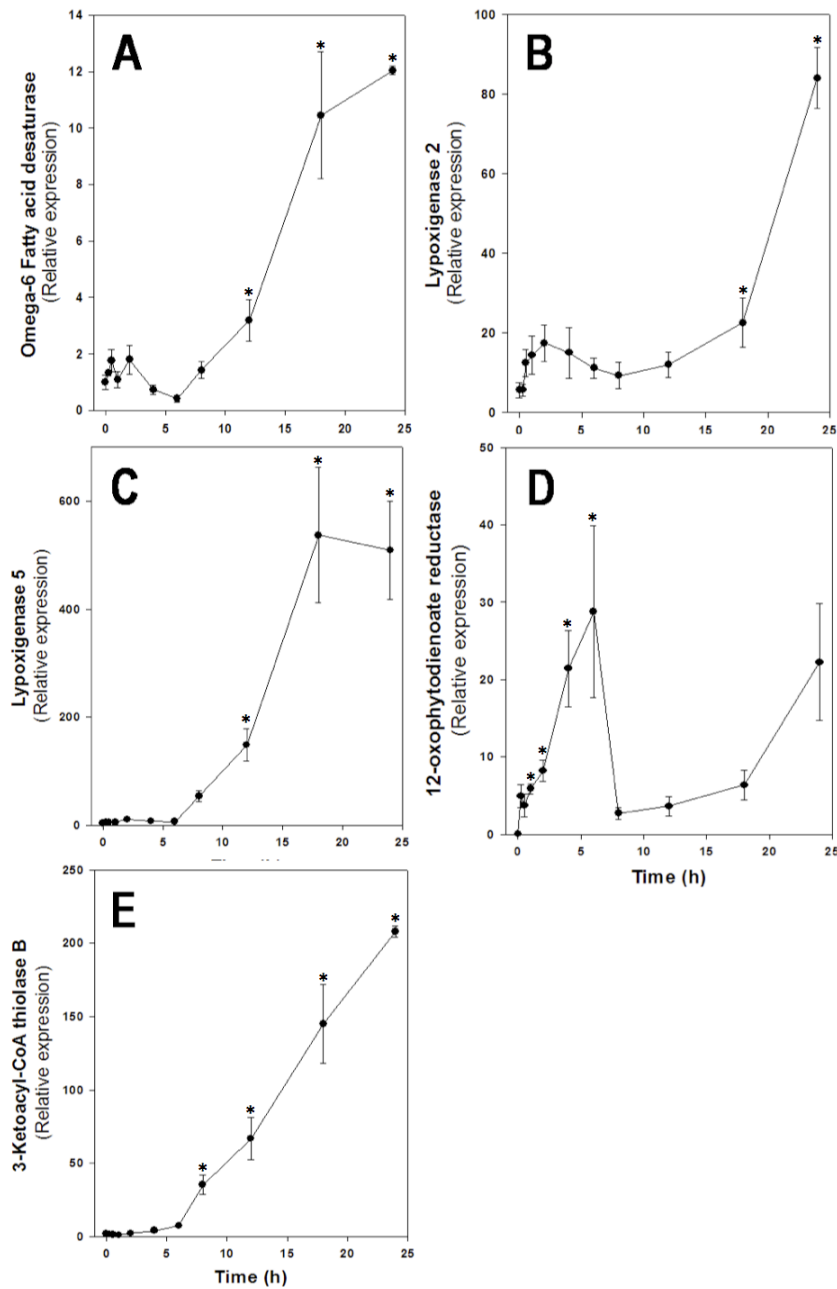 A
Omega-6 Fatty acid desaturase
(Relative expression)
14
12
10
8
6
4
2
0
0 5 10 15 20 25
* * *
B
Lypoxigenase 2
(Relative expression)
100
80
60
40
20
0
0 5 10 15 20 25
* *
C
Lypoxigenase 5
(Relative expression)
600
400
200
0
0 5 10 15 20 25
* * *
D
12-oxophytodienoate reductase
(Relative expression)
50
40
30
20
10
0
0 5 10 15 20 25
Time (h)
* * * *
E
3-Ketoacyl-CoA thiolase B
(Relative expression)
250
200
150
100
50
0
0 5 10 15 20 25
Time (h)
* * * *